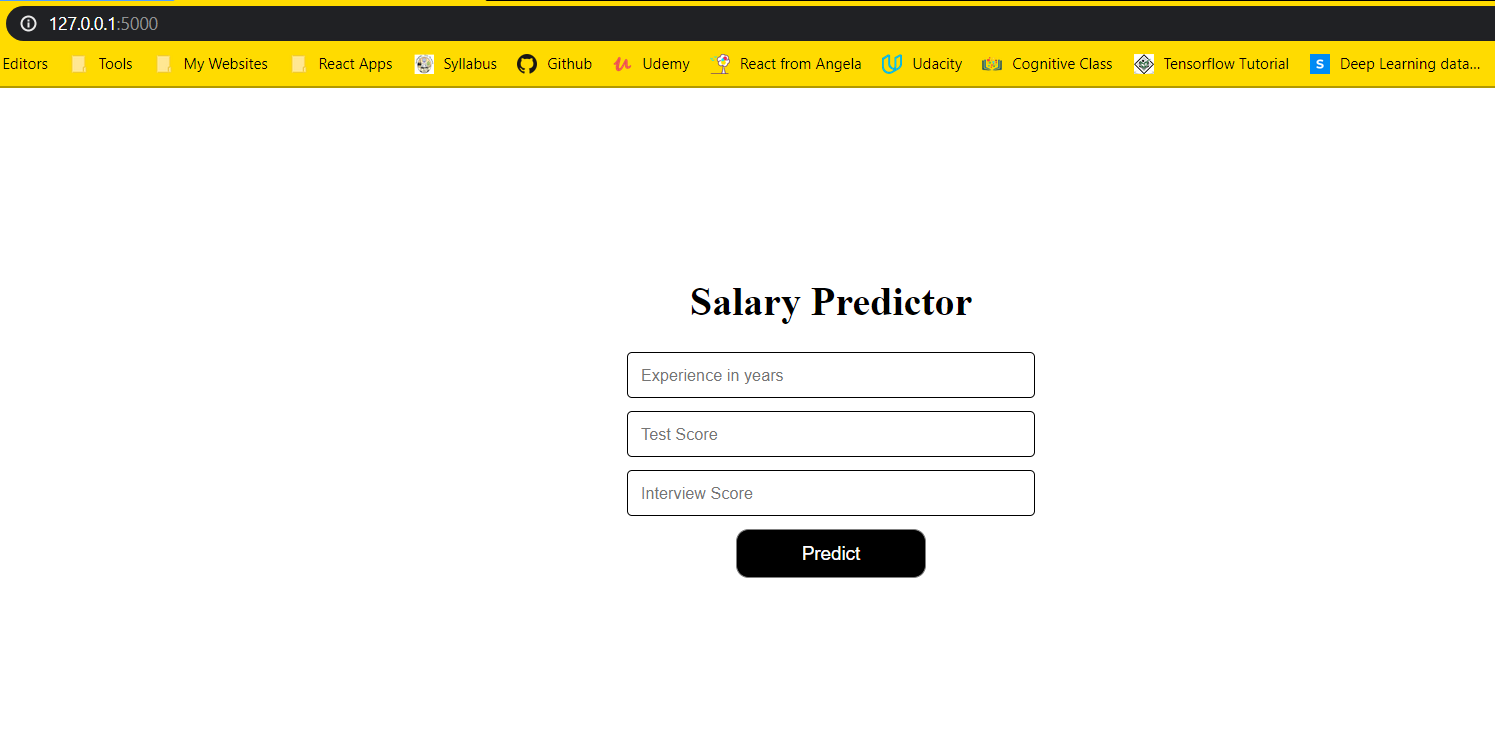 127.0.0.1:5000
Editors Tools My Websites React Apps Syllabus Github Udemy React from Angela Udacity Cognitive Class Tensorflow Tutorial S Deep Learning data...
Salary Predictor
Experience in years
Test Score
Interview Score
Predict